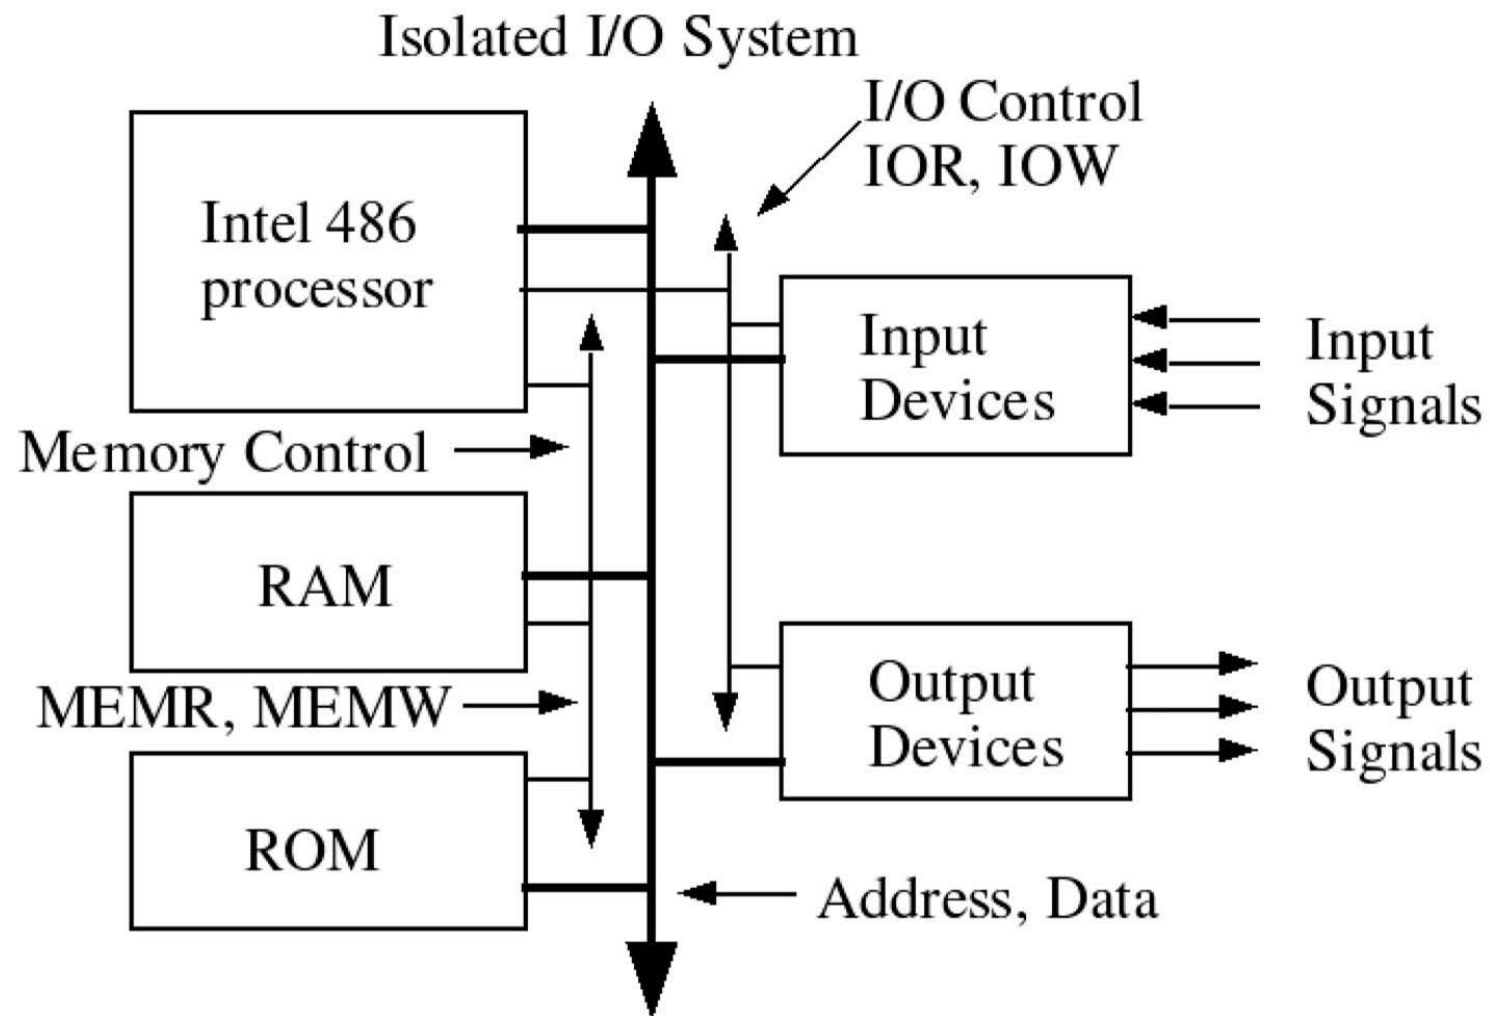 Isolated I/O System
I/O Control
IOR, IOW
Intel 486
processor
Input
Devices
Input
Signals
Memory Control
RAM
MEMR, MEMW
Output
Devices
Output
Signals
ROM
Address, Data